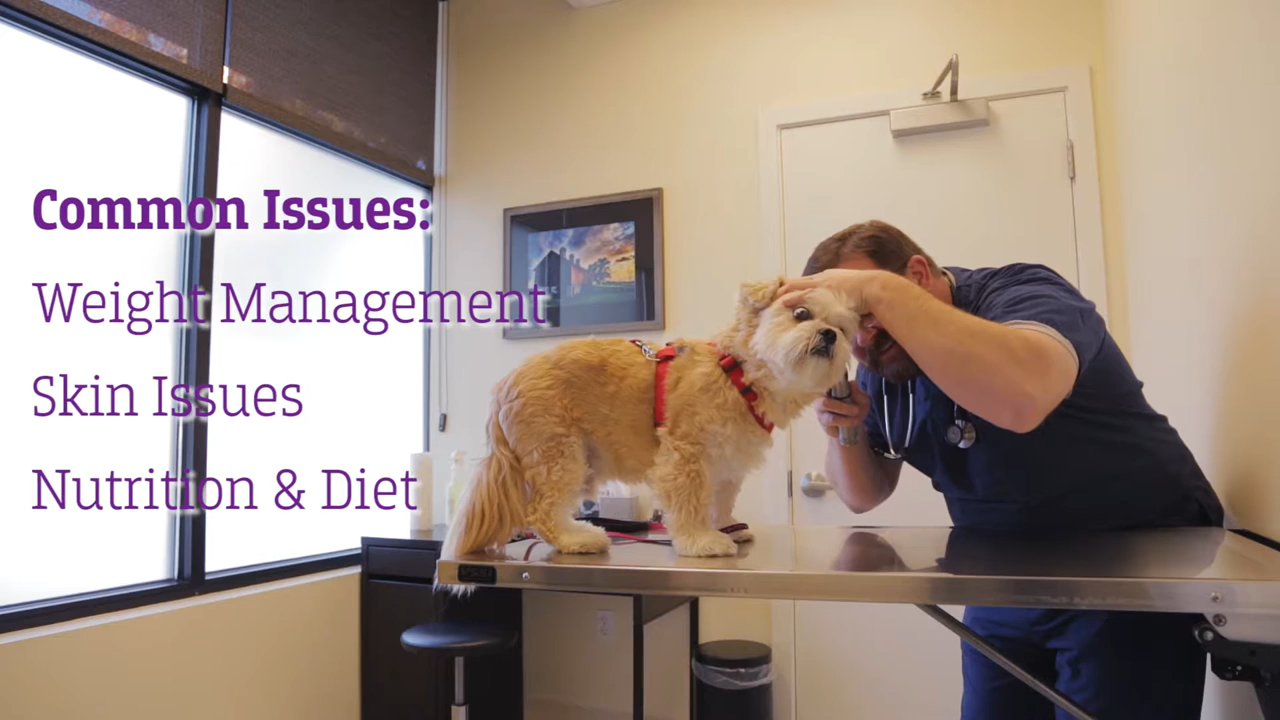 Common Issues:
Weight Management
Skin Issues
Nutrition & Diet